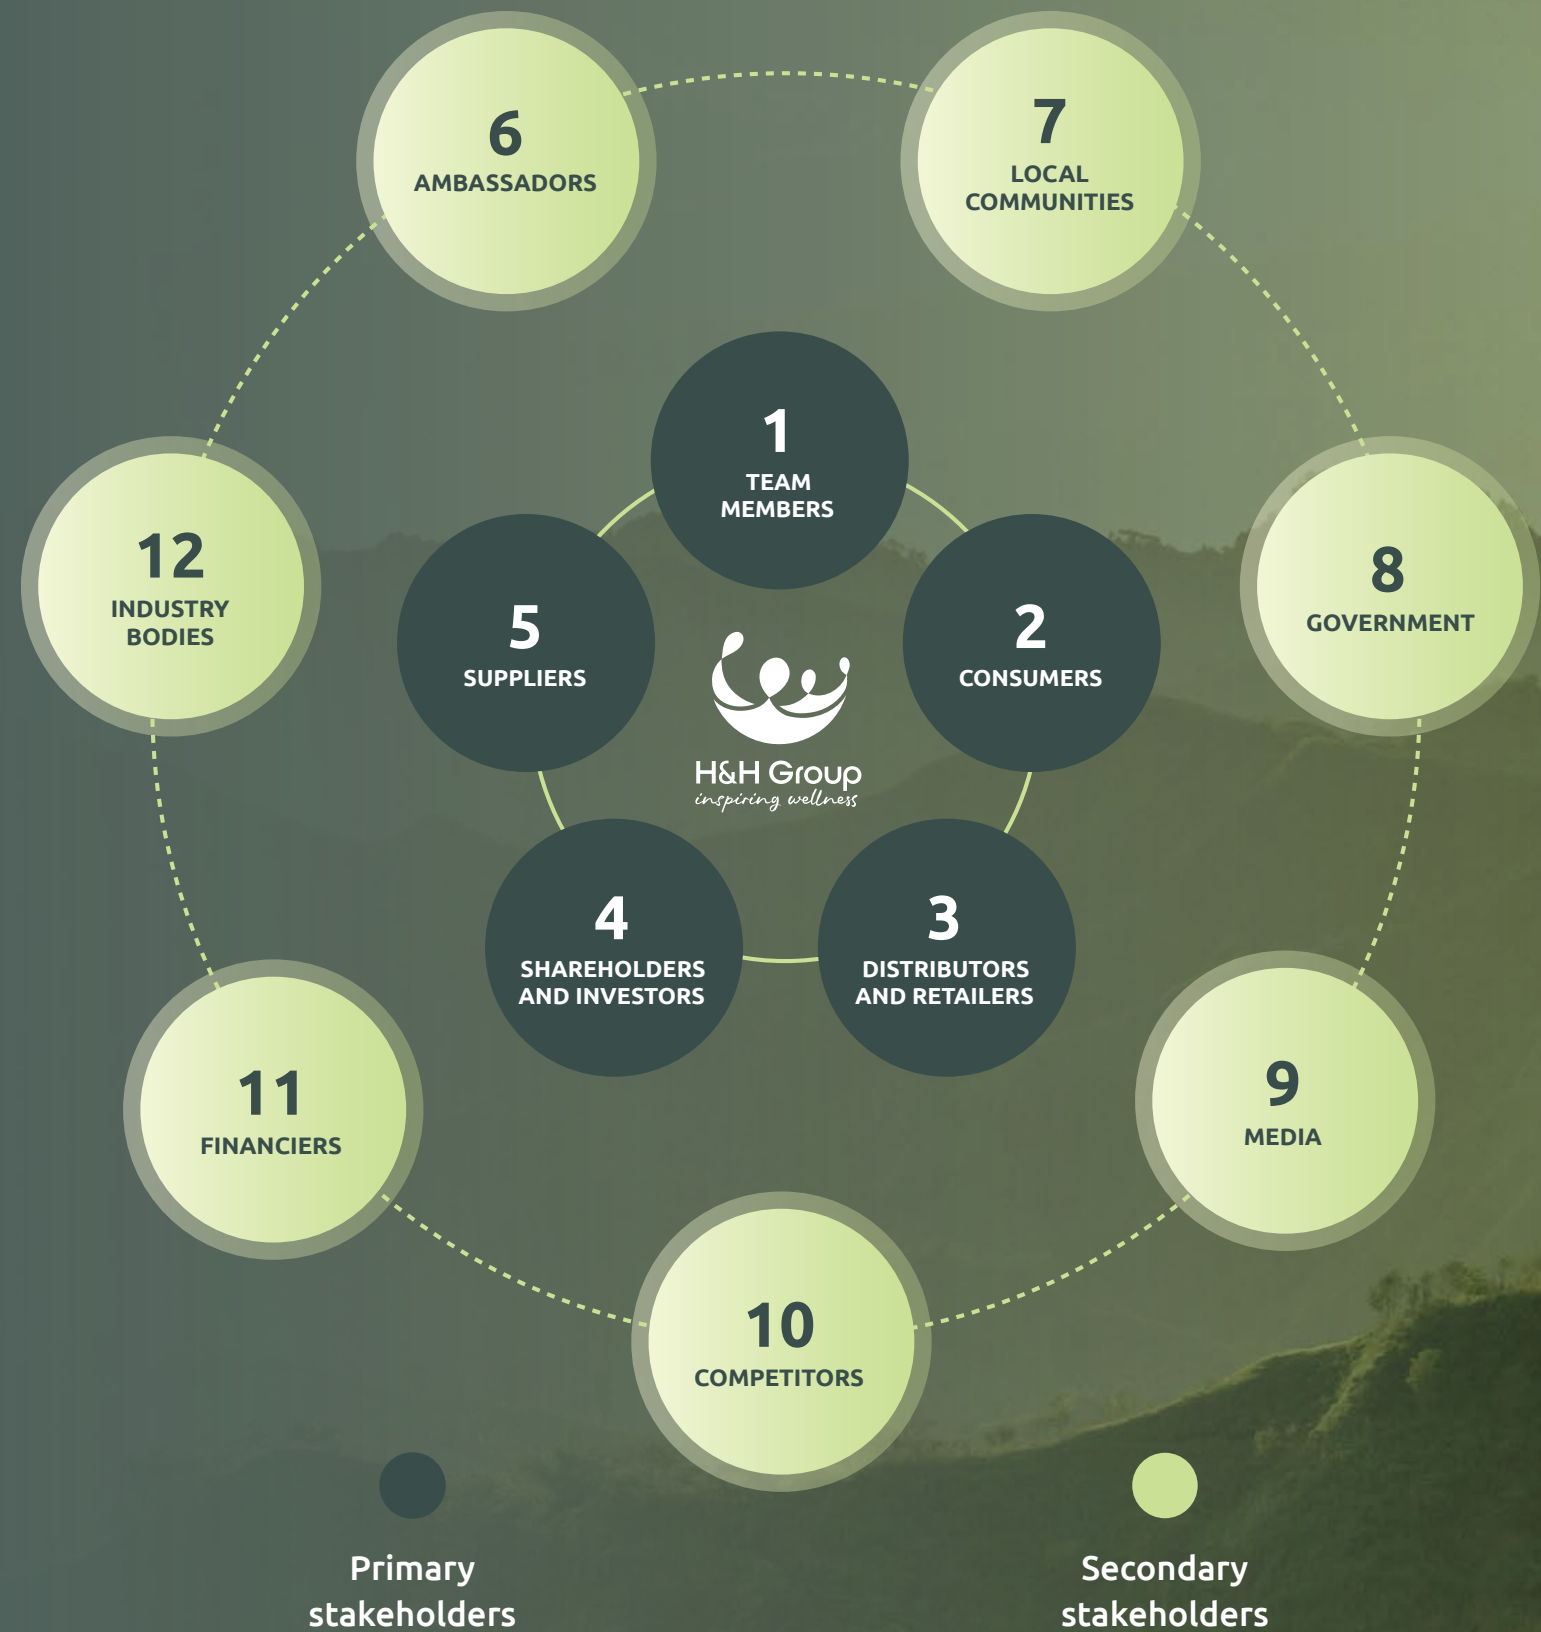 6
AMBASSADORS
7
LOCAL
COMMUNITIES
1
TEAM
MEMBERS
12
INDUSTRY
BODIES
5
SUPPLIERS
2
CONSUMERS
8
GOVERNMENT
H&H Group
inspiring wellness
4
SHAREHOLDERS
AND INVESTORS
3
DISTRIBUTORS
AND RETAILERS
11
FINANCIERS
9
MEDIA
10
COMPETITORS
Primary
stakeholders
Secondary
stakeholders